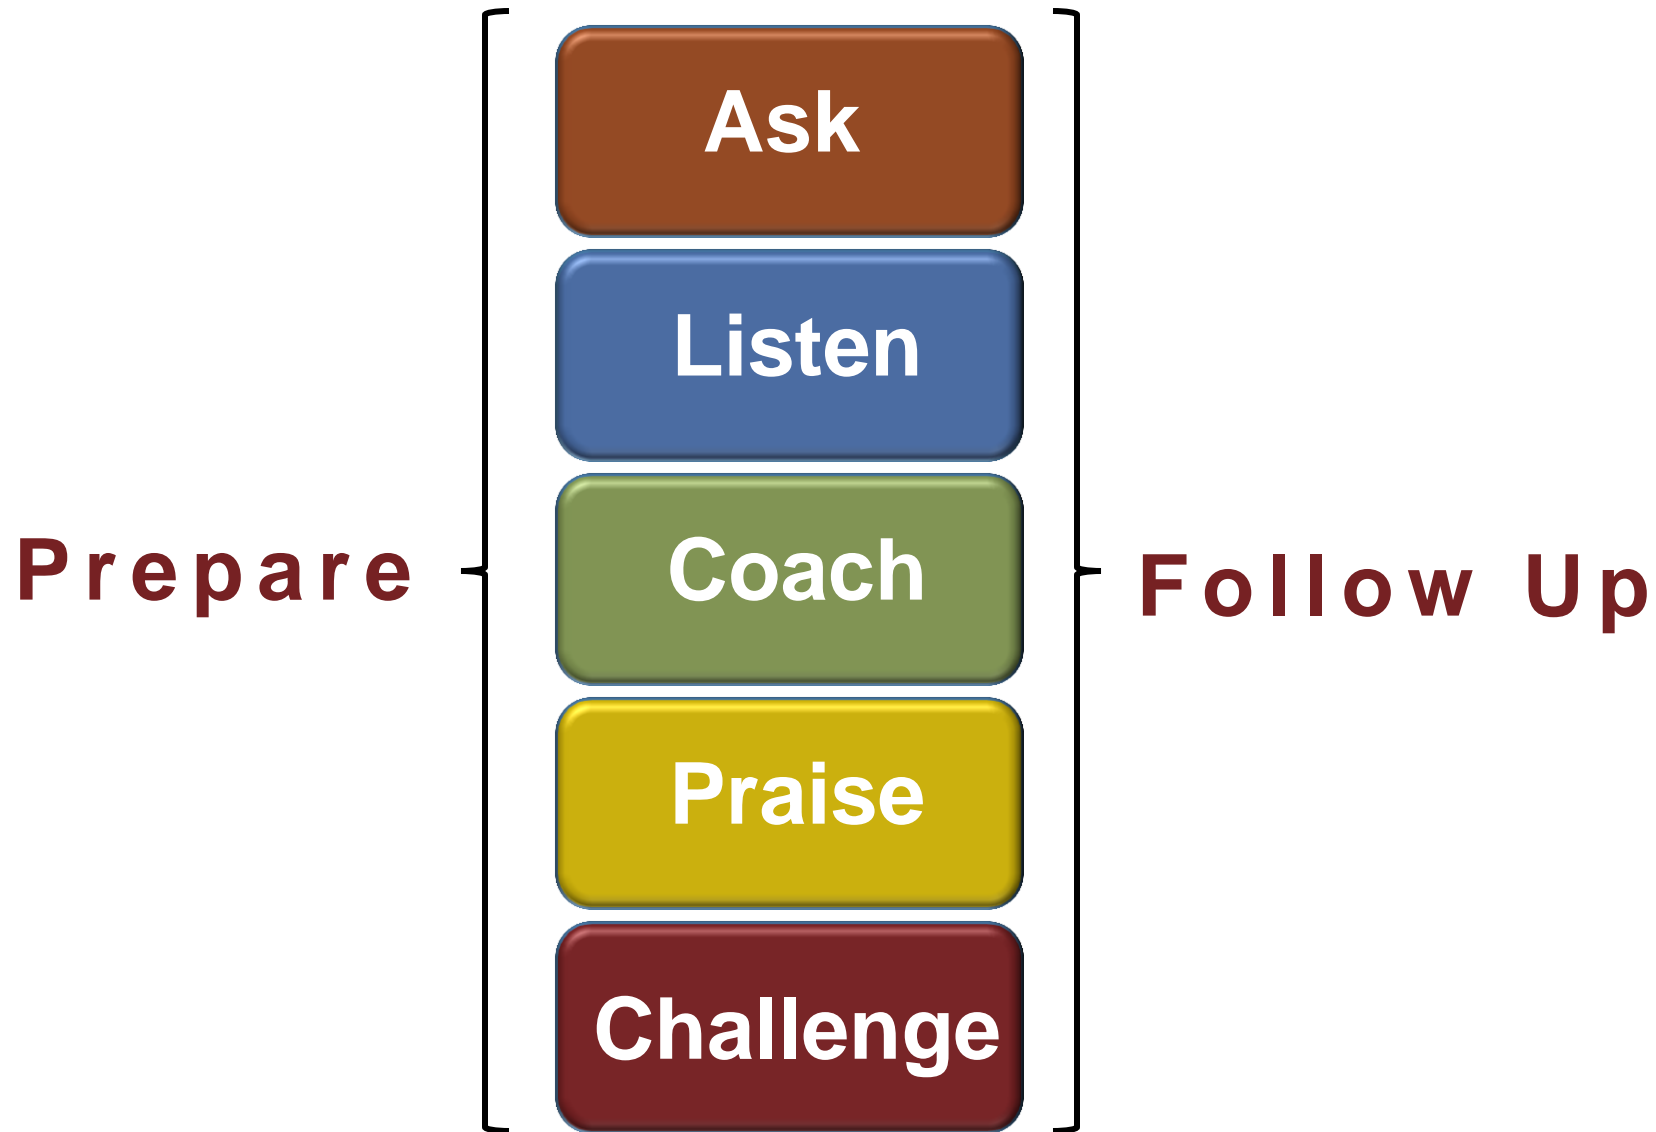 Prepare
Ask
Listen
Coach
Praise
Challenge
Follow Up